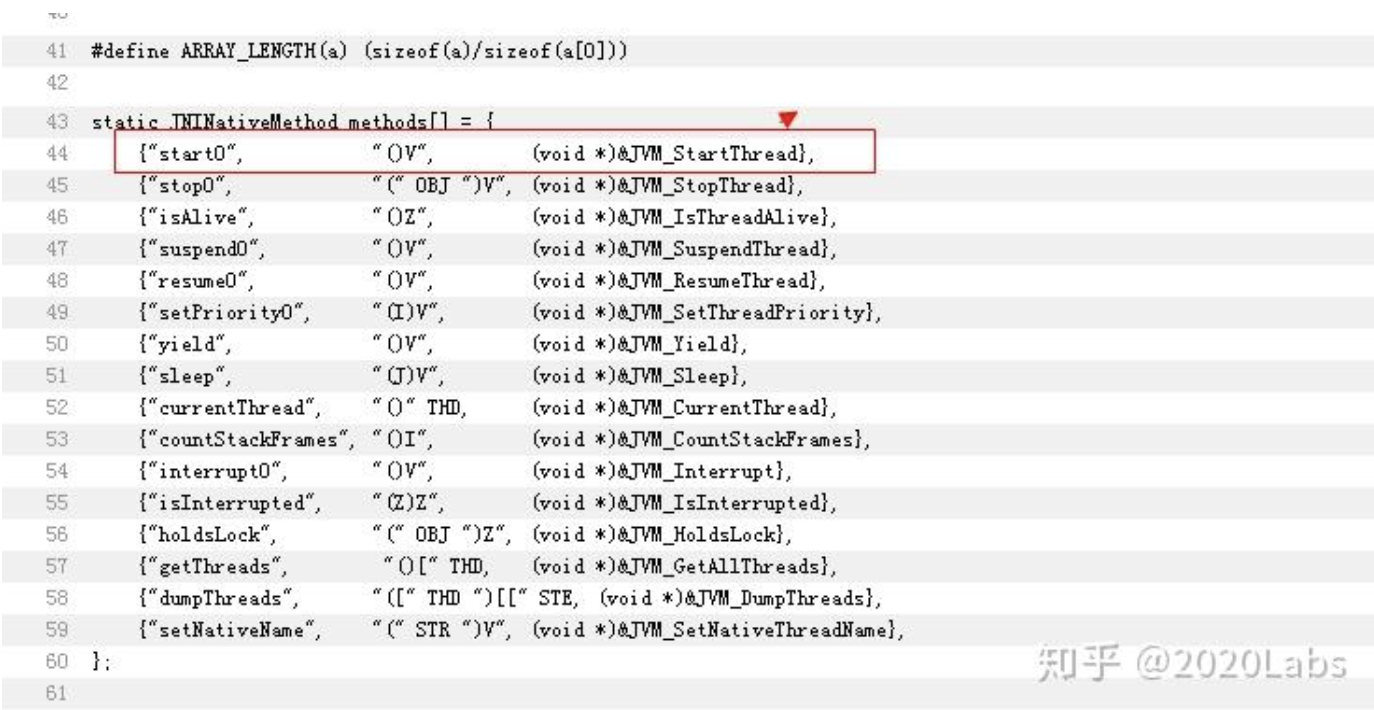 41 #define ARRAY_LENGTH(a) (sizeof(a)/sizeof(a[0]))
42
43 static JNINativeMethod methods[] = {
44 {"start0", "()V", (void *)&JVM_StartThread},
45 {"stop0", "(" OBJ ")V", (void *)&JVM_StopThread},
46 {"isAlive", "()Z", (void *)&JVM_IsThreadAlive},
47 {"suspend0", "()V", (void *)&JVM_SuspendThread},
48 {"resume0", "()V", (void *)&JVM_ResumeThread},
49 {"setPriority0", "(I)V", (void *)&JVM_SetThreadPriority},
50 {"yield", "()V", (void *)&JVM_Yield},
51 {"sleep", "(J)V", (void *)&JVM_Sleep},
52 {"currentThread", "()" THD, (void *)&JVM_CurrentThread},
53 {"countStackFrames", "()I", (void *)&JVM_CountStackFrames},
54 {"interrupt0", "()V", (void *)&JVM_Interrupt},
55 {"isInterrupted", "(Z)Z", (void *)&JVM_IsInterrupted},
56 {"holdsLock", "(" OBJ ")Z", (void *)&JVM_HoldsLock},
57 {"getThreads", "()[" THD, (void *)&JVM_GetAllThreads},
58 {"dumpThreads", "([" THD ")[[" STE, (void *)&JVM_DumpThreads},
59 {"setNativeName", "(" STR ")V", (void *)&JVM_SetNativeThreadName},
60 };
61
知乎 @2020Labs